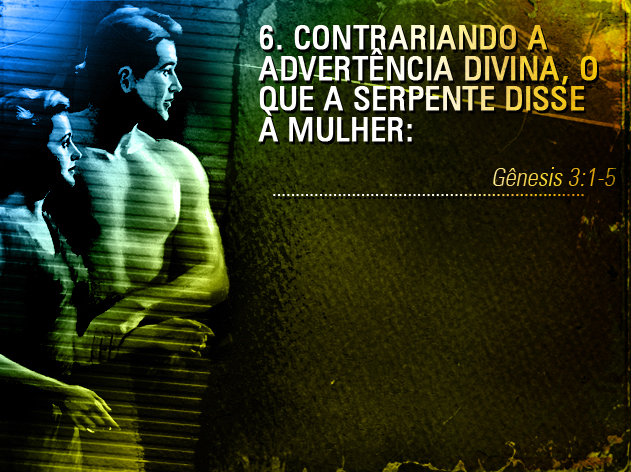 6. CONTRARIANDO A
ADVERTÊNCIA DIVINA, O
QUE A SERPENTE DISSE
À MULHER:
Gênesis 3:1-5